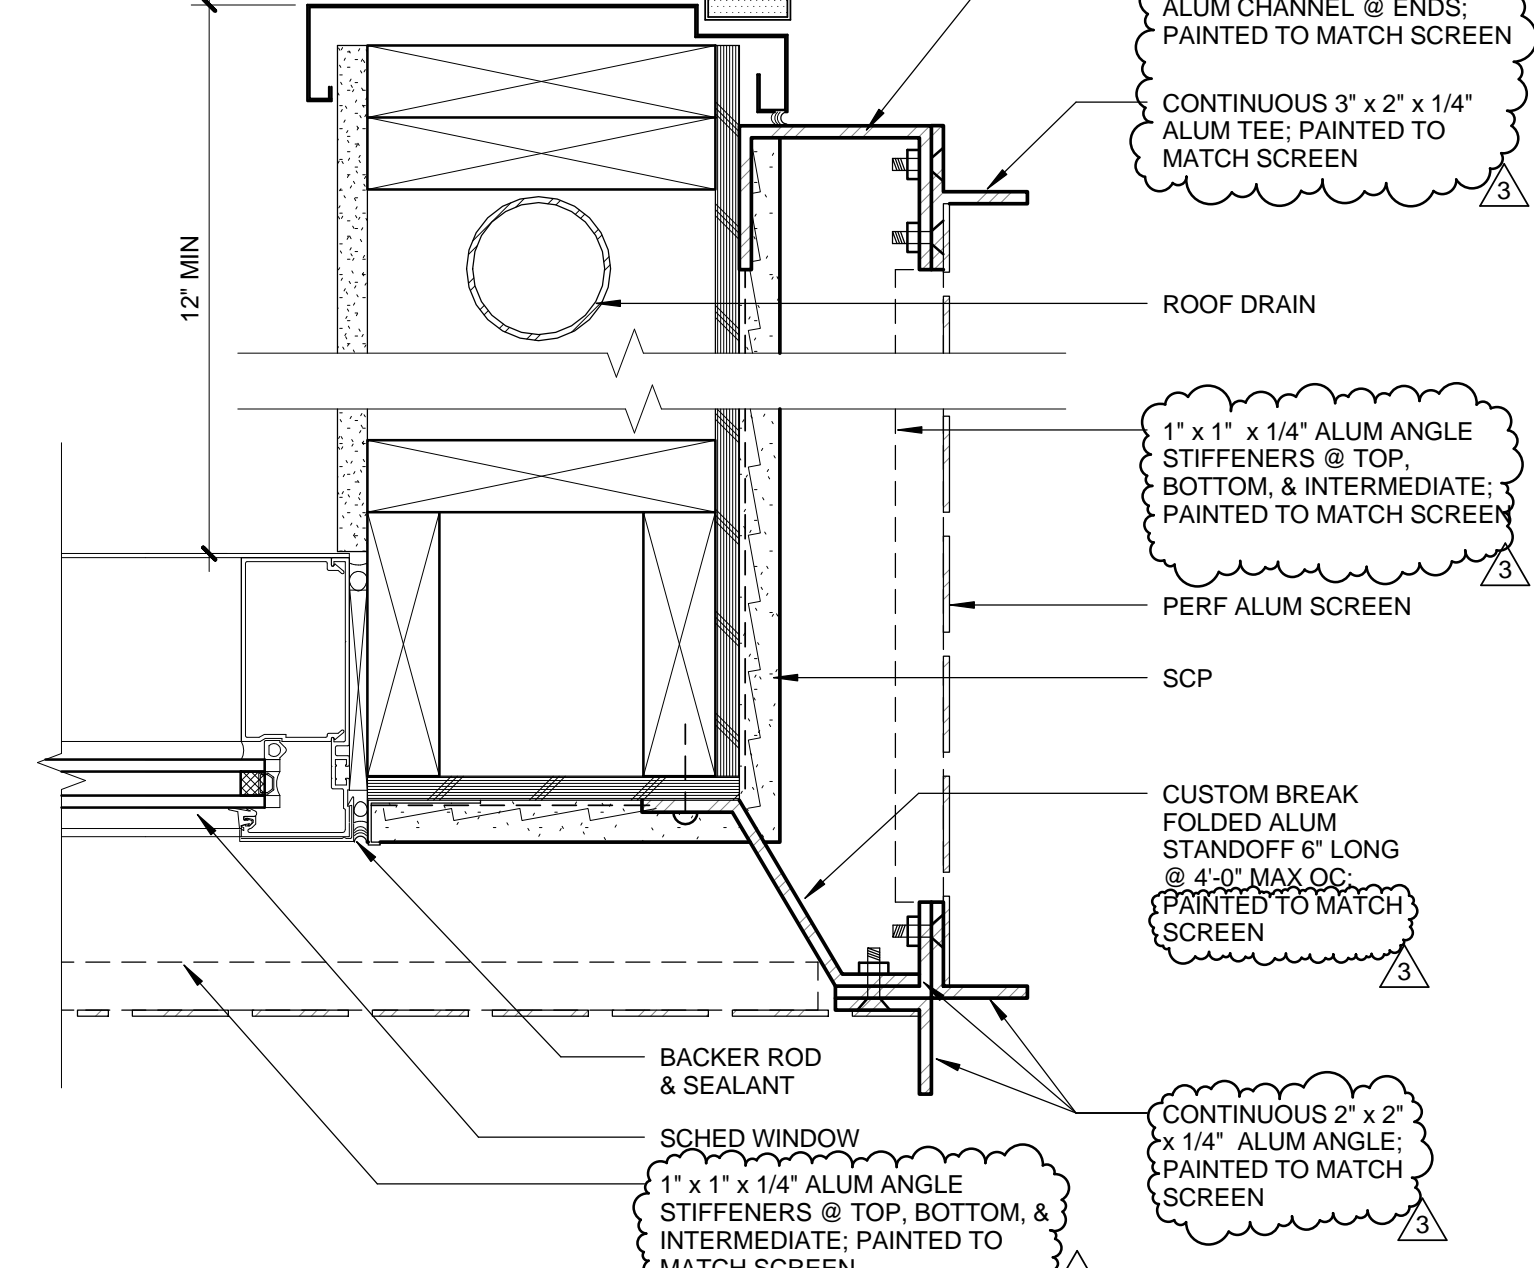 ALUM CHANNEL @ ENDS;
PAINTED TO MATCH SCREEN
CONTINUOUS 3" x 2" x 1/4"
ALUM TEE; PAINTED TO
MATCH SCREEN
3
12" MIN
ROOF DRAIN
1" x 1" x 1/4" ALUM ANGLE
STIFFENERS @ TOP,
BOTTOM, & INTERMEDIATE;
PAINTED TO MATCH SCREEN
3
PERF ALUM SCREEN
SCP
CUSTOM BREAK
FOLDED ALUM
STANDOFF 6" LONG
@ 4'-0" MAX OC;
PAINTED TO MATCH
SCREEN
3
BACKER ROD
& SEALANT
SCHED WINDOW
CONTINUOUS 2" x 2"
x 1/4" ALUM ANGLE;
PAINTED TO MATCH
SCREEN
3
1" x 1" x 1/4" ALUM ANGLE
STIFFENERS @ TOP, BOTTOM, &
INTERMEDIATE; PAINTED TO
MATCH SCREEN